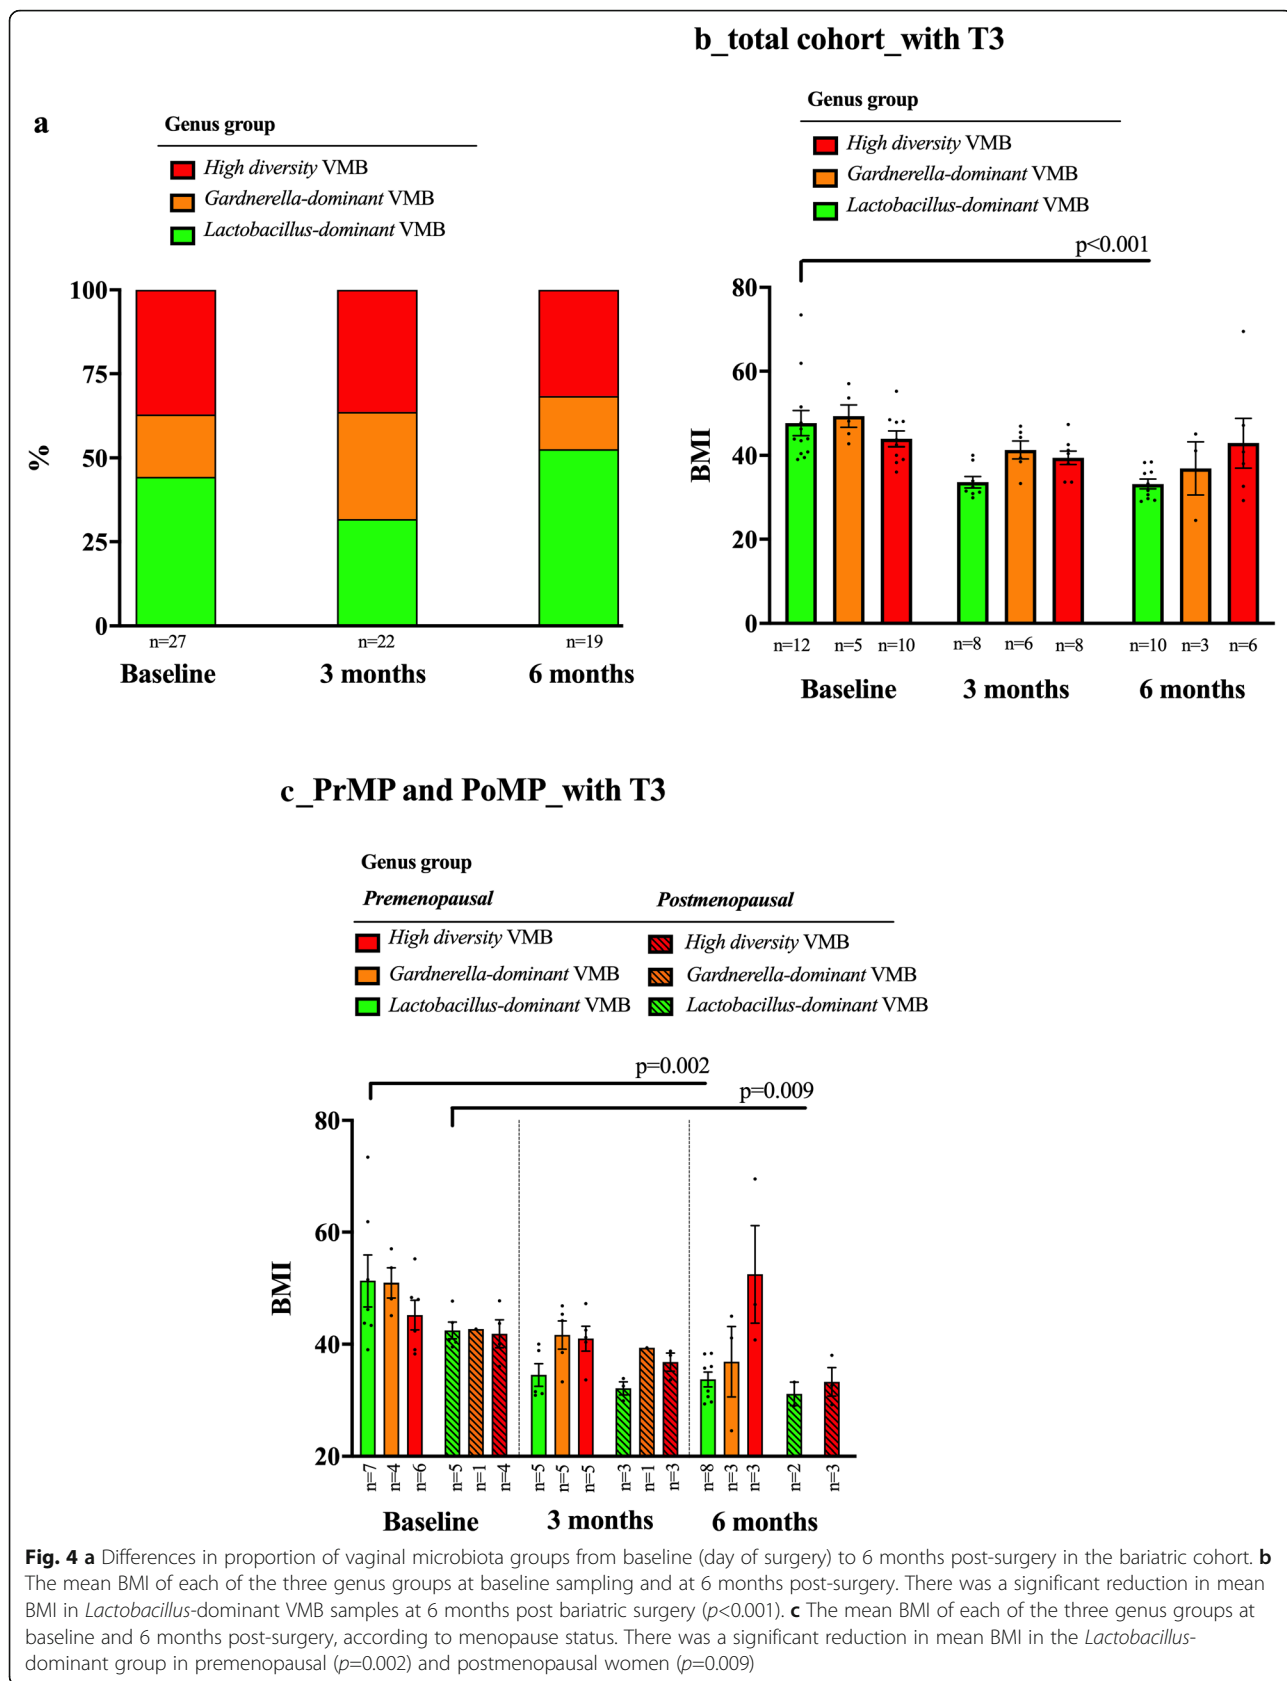 b_total cohort_with T3
a
Genus group
High diversity VMB
Gardnerella-dominant VMB
Lactobacillus-dominant VMB
100
75
50
25
0
%
n=27
n=22
n=19
Baseline
3 months
6 months
Genus group
High diversity VMB
Gardnerella-dominant VMB
Lactobacillus-dominant VMB
p<0.001
80
60
40
20
0
BMI
n=12
n=5
n=10
n=8
n=6
n=8
n=10
n=3
n=6
Baseline
3 months
6 months
c_PrMP and PoMP_with T3
Genus group
Premenopausal
Postmenopausal
High diversity VMB
High diversity VMB
Gardnerella-dominant VMB
Gardnerella-dominant VMB
Lactobacillus-dominant VMB
Lactobacillus-dominant VMB
p=0.002
p=0.009
80
60
40
20
BMI
n=7
n=4
n=6
n=5
n=1
n=4
n=5
n=5
n=5
n=3
n=1
n=3
n=8
n=3
n=3
n=2
n=3
Baseline
3 months
6 months
Fig. 4 a Differences in proportion of vaginal microbiota groups from baseline (day of surgery) to 6 months post-surgery in the bariatric cohort. b
The mean BMI of each of the three genus groups at baseline sampling and at 6 months post-surgery. There was a significant reduction in mean
BMI in Lactobacillus-dominant VMB samples at 6 months post bariatric surgery (p<0.001). c The mean BMI of each of the three genus groups at
baseline and 6 months post-surgery, according to menopause status. There was a significant reduction in mean BMI in the Lactobacillus-
dominant group in premenopausal (p=0.002) and postmenopausal women (p=0.009)